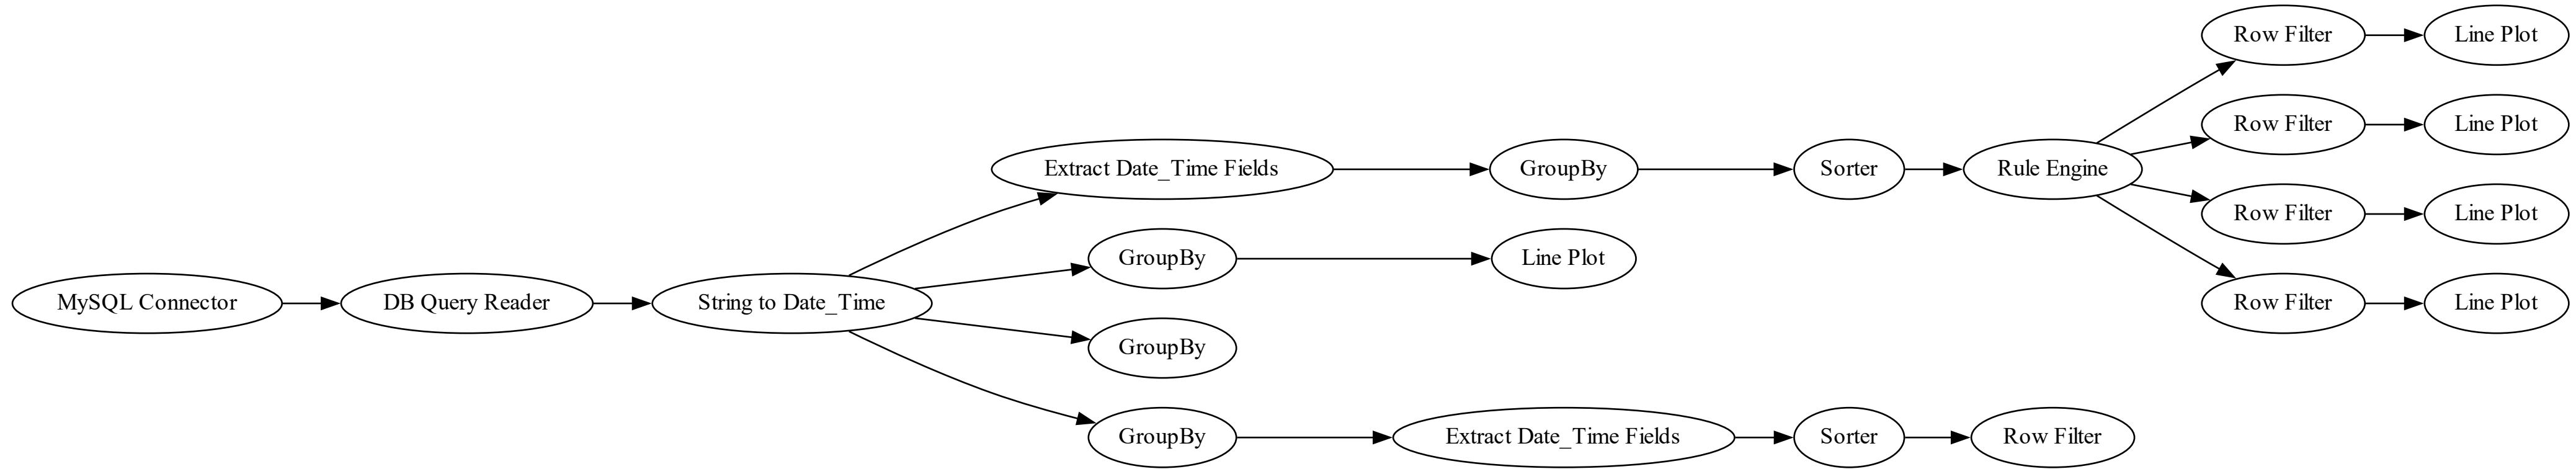 Row Filter
Line Plot
Row Filter
Line Plot
Extract Date_Time Fields
GroupBy
Sorter
Rule Engine
Row Filter
Line Plot
GroupBy
Line Plot
MySQL Connector
DB Query Reader
String to Date_Time
Row Filter
Line Plot
GroupBy
GroupBy
Extract Date_Time Fields
Sorter
Row Filter